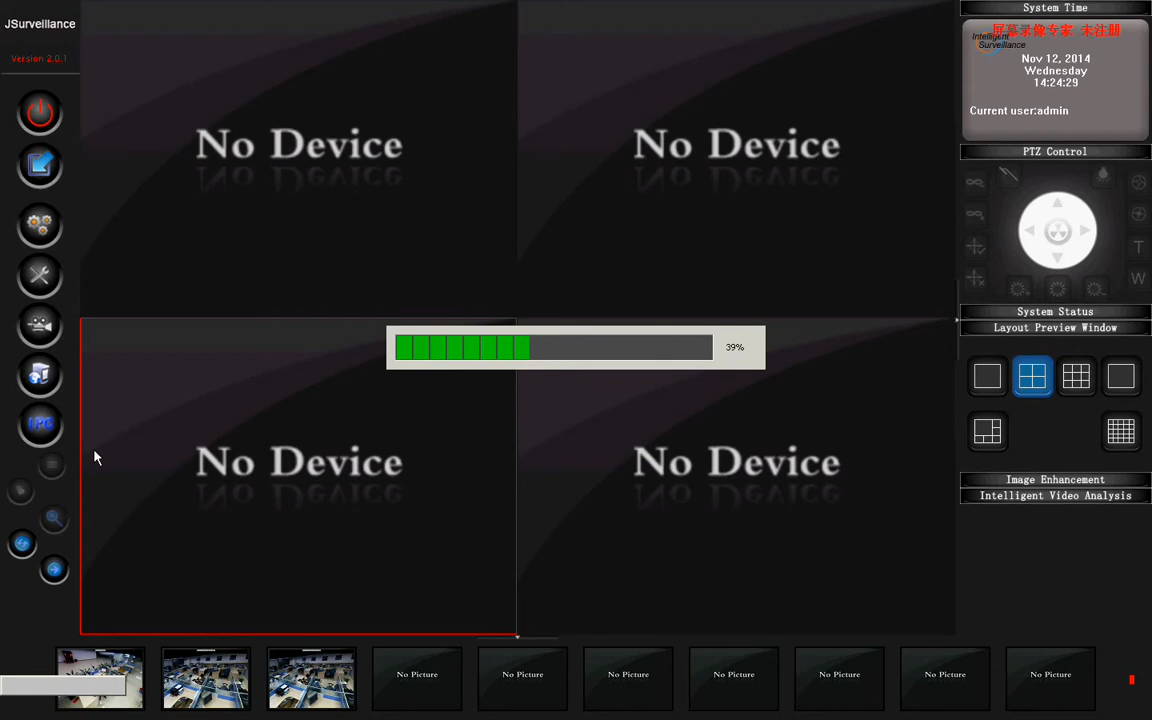 JSurveillance
Version 2.0.1
IPC
No Device
No Device
No Device
No Device
39%
System Time
屏幕录像专家 未注册
Intelligent
Surveillance
Nov 12, 2014
Wednesday
14:24:29
Current user:admin
PTZ Control
T
W
System Status
Layout Preview Window
Image Enhancement
Intelligent Video Analysis
No Picture
No Picture
No Picture
No Picture
No Picture
No Picture
No Picture